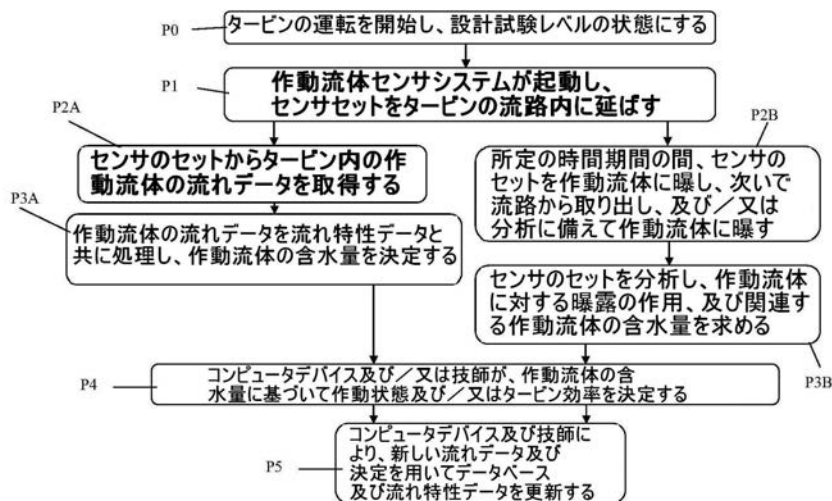 P0
タービンの運転を開始し、設計試験レベルの状態にする
P1
作動流体センサシステムが起動し、
センサセットをタービンの流路内に延ばす
P2A
センサのセットからタービン内の作
動流体の流れデータを取得する
P2B
所定の時間期間の間、センサの
セットを作動流体に曝し、次いで
流路から取り出し、及び／又は
分析に備えて作動流体に曝す
P3A
作動流体の流れデータを流れ特性データと
共に処理し、作動流体の含水量を決定する
センサのセットを分析し、作動流体
に対する曝露の作用、及び関連す
る作動流体の含水量を求める
P3B
P4
コンピュータデバイス及び／又は技師が、作動流体の含
水量に基づいて作動状態及び／又はタービン効率を決定する
P5
コンピュータデバイス及び技師に
より、新しい流れデータ及び
決定を用いてデータベース
及び流れ特性データを更新する